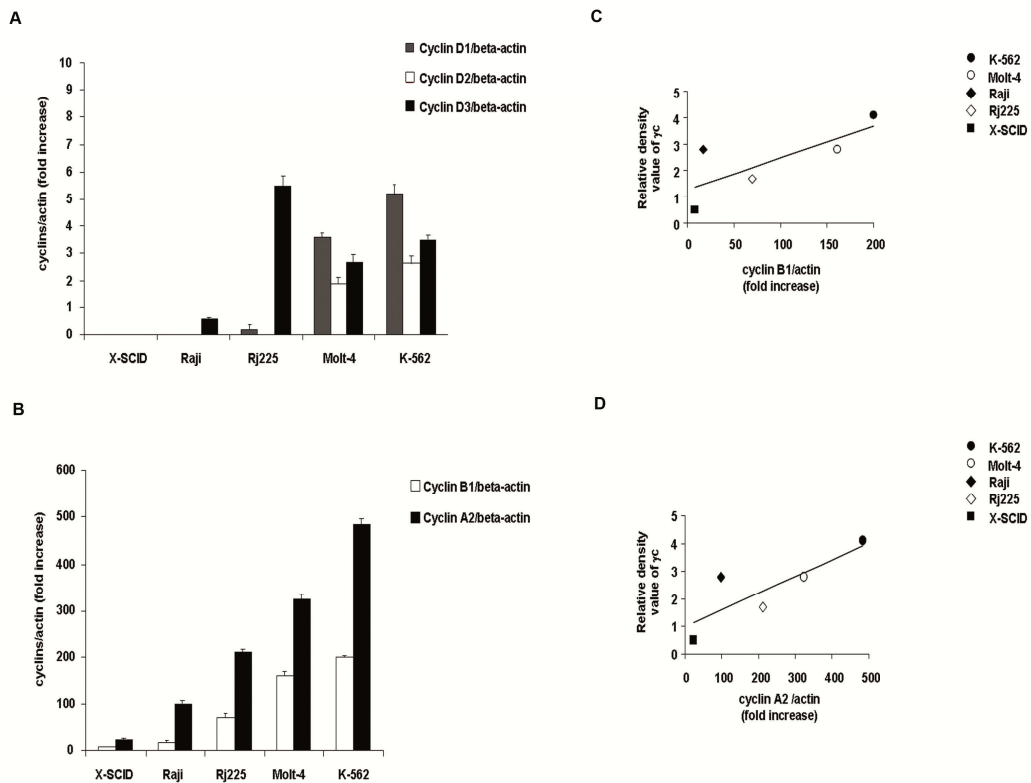 A
Cyclin D1/beta-actin
Cyclin D2/beta-actin
Cyclin D3/beta-actin
cyclins/actin (fold increase)
10
9
8
7
6
5
4
3
2
1
0
X-SCID Raji Rj225 Molt-4 K-562
B
Cyclin B1/beta-actin
Cyclin A2/beta-actin
cyclins/actin (fold increase)
600
500
400
300
200
100
0
X-SCID Raji Rj225 Molt-4 K-562
C
K-562
Molt-4
Raji
Rj225
X-SCID
Relative density
value of γc
5
4
3
2
1
0
0 50 100 150 200
cyclin B1/actin
(fold increase)
D
K-562
Molt-4
Raji
Rj225
X-SCID
Relative density
value of γc
5
4
3
2
1
0
0 100 200 300 400 500
cyclin A2 /actin
(fold increase)